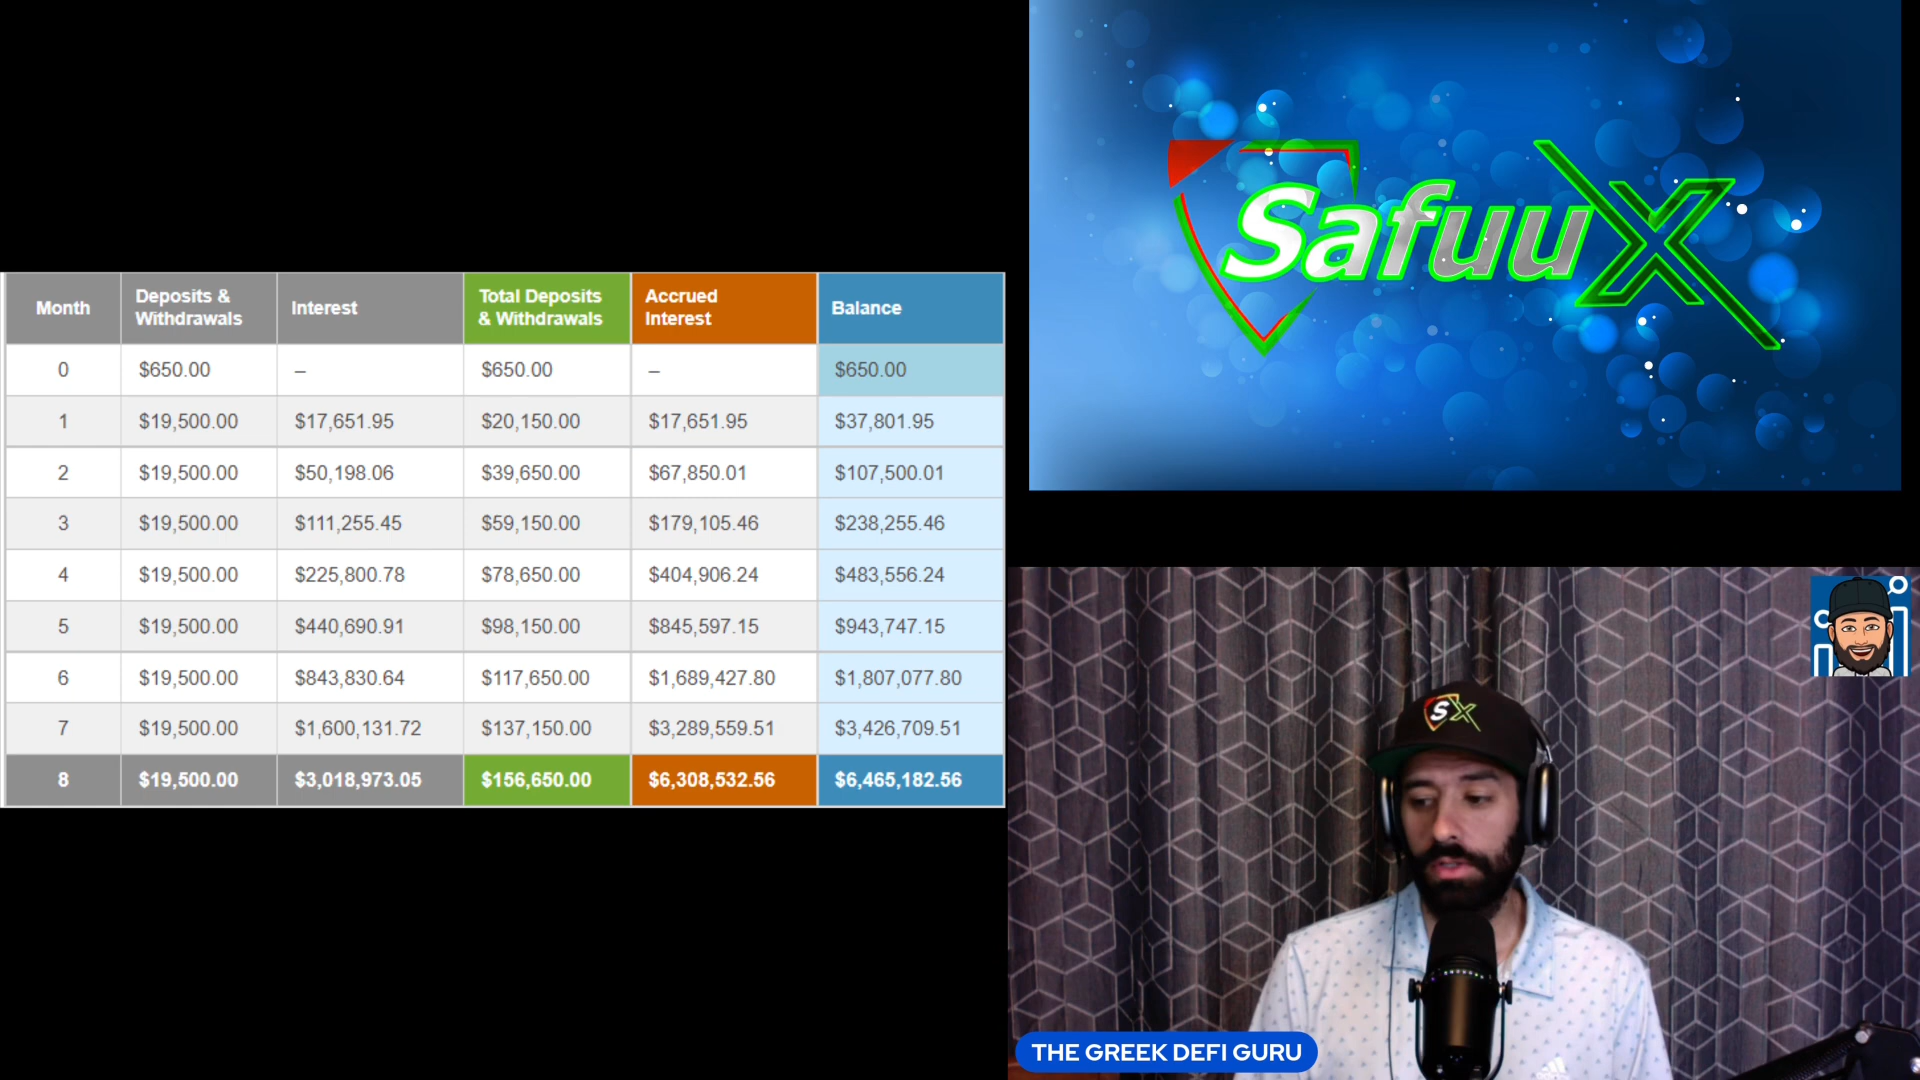 Month Deposits & Withdrawals Interest Total Deposits & Withdrawals Accrued Interest Balance
0 $650.00 – $650.00 – $650.00
1 $19,500.00 $17,651.95 $20,150.00 $17,651.95 $37,801.95
2 $19,500.00 $50,198.06 $39,650.00 $67,850.01 $107,500.01
3 $19,500.00 $111,255.45 $59,150.00 $179,105.46 $238,255.46
4 $19,500.00 $225,800.78 $78,650.00 $404,906.24 $483,556.24
5 $19,500.00 $440,690.91 $98,150.00 $845,597.15 $943,747.15
6 $19,500.00 $843,830.64 $117,650.00 $1,689,427.80 $1,807,077.80
7 $19,500.00 $1,600,131.72 $137,150.00 $3,289,559.51 $3,426,709.51
8 $19,500.00 $3,018,973.05 $156,650.00 $6,308,532.56 $6,465,182.56
SafuuX
SX
adidas
THE GREEK DEFI GURU